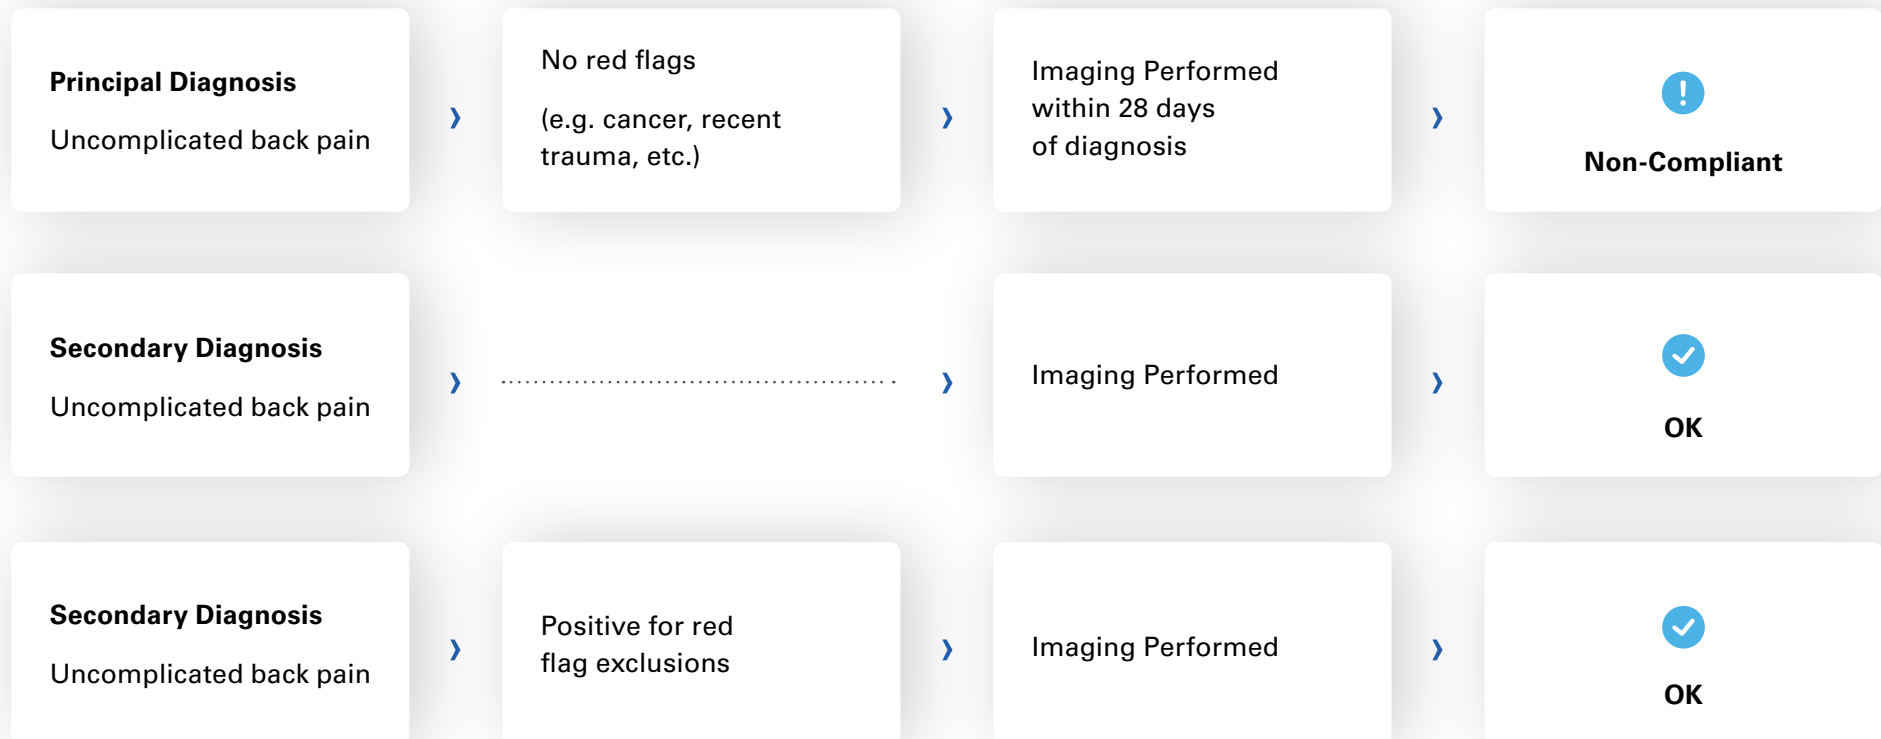 Principal Diagnosis
Uncomplicated back pain
No red flags
(e.g. cancer, recent
trauma, etc.)
Imaging Performed
within 28 days
of diagnosis
Non-Compliant
Secondary Diagnosis
Uncomplicated back pain
Imaging Performed
OK
Secondary Diagnosis
Uncomplicated back pain
Positive for red
flag exclusions
Imaging Performed
OK